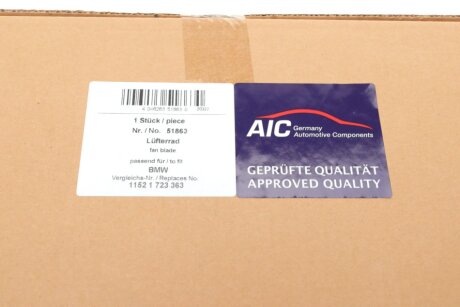 1 Stück / piece
Nr. / No. 51863
Lüfterrad
fan blade
passend für / to fit
BMW
Vergleichs-Nr. / Replaces No.
1152 1 723 363
AIC Germany
Automotive Components
GEPRÜFTE QUALITÄT
APPROVED QUALITY